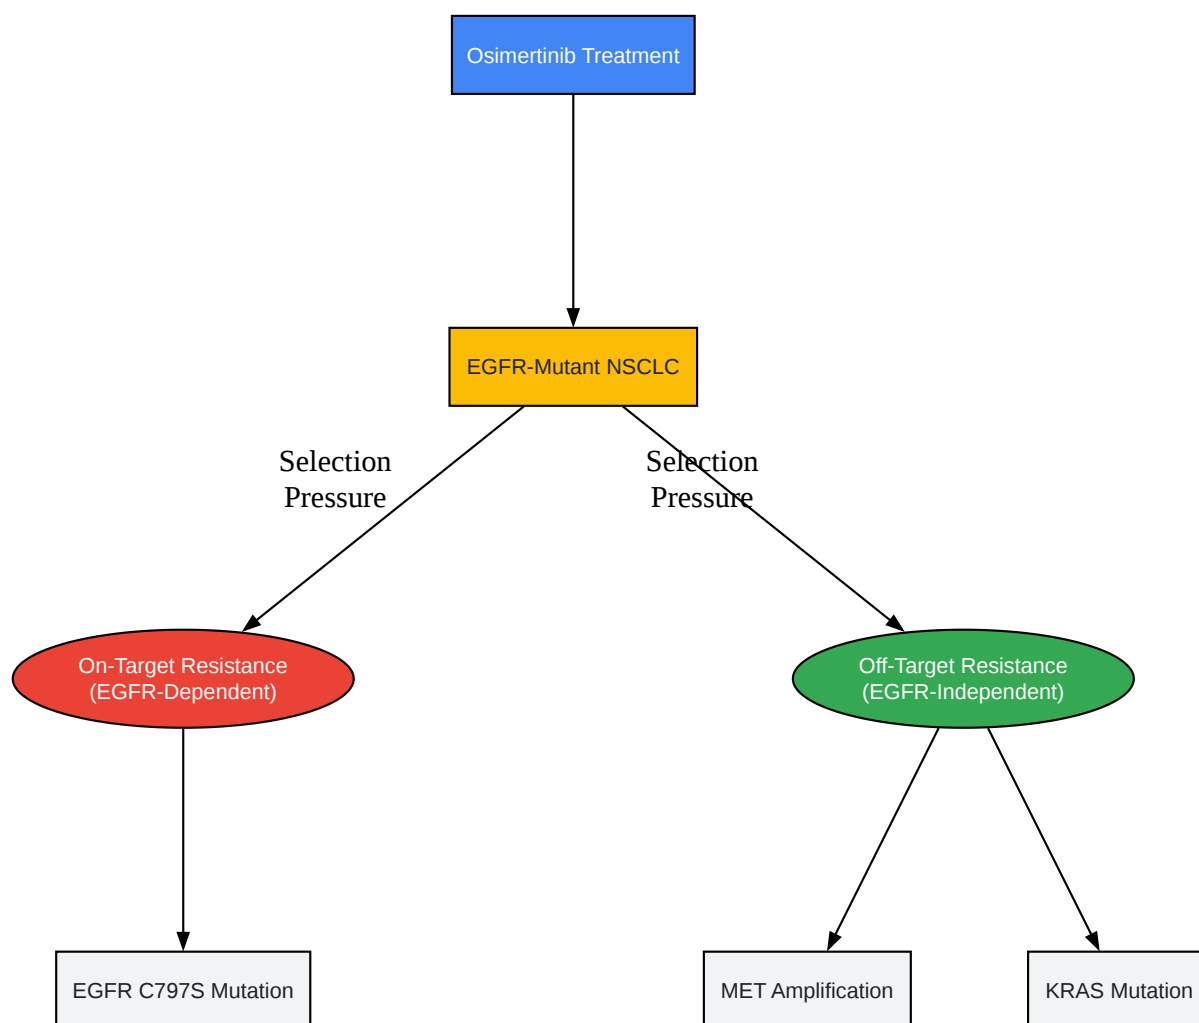 Osimertinib Treatment
EGFR-Mutant NSCLC
Selection
Pressure
Selection
Pressure
On-Target Resistance
(EGFR-Dependent)
Off-Target Resistance
(EGFR-Independent)
EGFR C797S Mutation
MET Amplification
KRAS Mutation